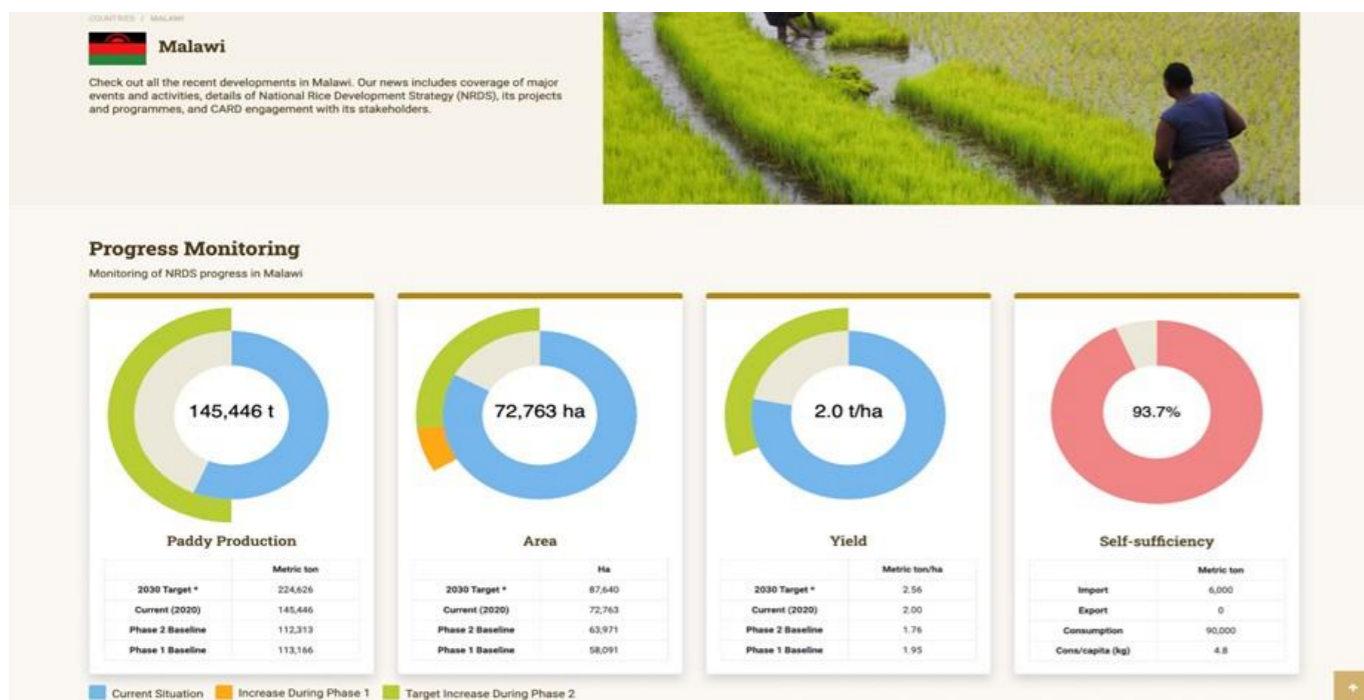 COUNTRIES / MALAWI
Malawi
Check out all the recent developments in Malawi. Our news includes coverage of major
events and activities, details of National Rice Development Strategy (NRDS), its projects
and programmes, and CARD engagement with its stakeholders.
Progress Monitoring
Monitoring of NRDS progress in Malawi
145,446 t
Paddy Production
Metric ton
2030 Target * 224,626
Current (2020) 145,446
Phase 2 Baseline 112,313
Phase 1 Baseline 113,166
72,763 ha
Area
Ha
2030 Target * 87,640
Current (2020) 72,763
Phase 2 Baseline 63,971
Phase 1 Baseline 58,091
2.0 t/ha
Yield
Metric ton/ha
2030 Target * 2.56
Current (2020) 2.00
Phase 2 Baseline 1.76
Phase 1 Baseline 1.95
93.7%
Self-sufficiency
Metric ton
Import 6,000
Export 0
Consumption 90,000
Cons/capita (kg) 4.8
Current Situation Increase During Phase 1 Target Increase During Phase 2